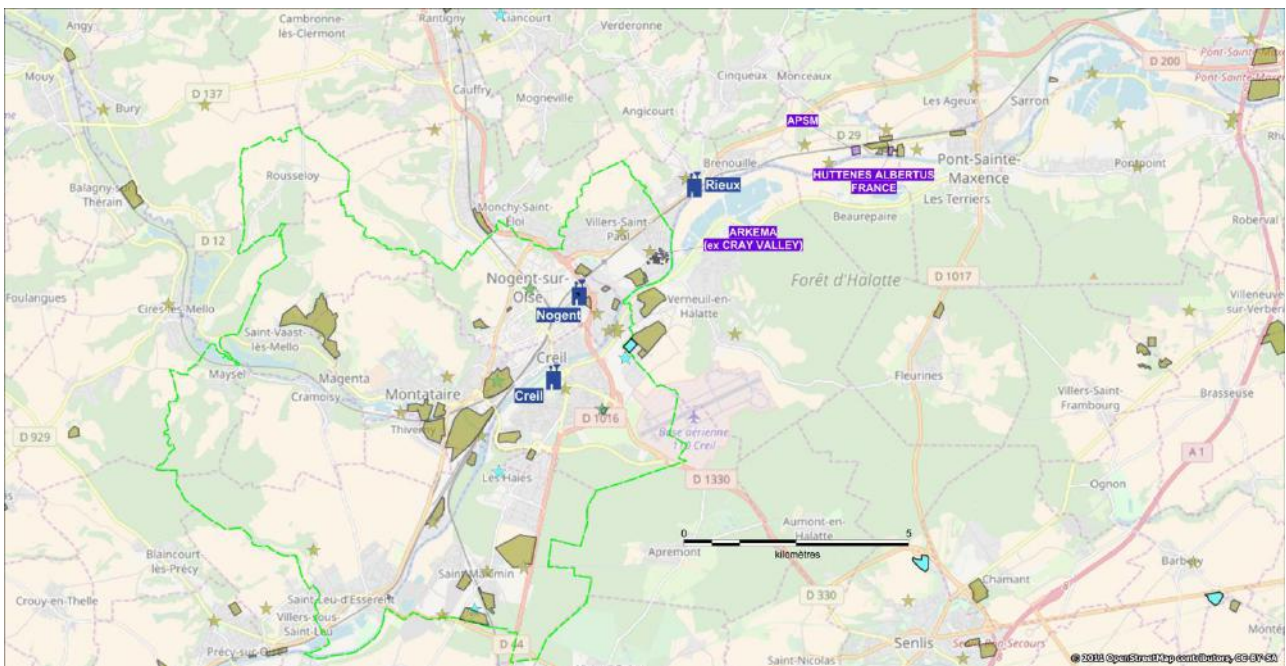 Angy
Cambronne-
lès-Clermont
Rantigny
Liancourt
Verderonne
Mouy
Bury
D 137
Cauffry
Mogneville
Angicourt
Cinqueux
Monceaux
D 200
Pont-Sainte-Maxence
Les Ageux
Sarron
APSM
D 29
Brenouille
HUTTENES ALBERTUS
FRANCE
Pont-Sainte-
Maxence
Les Terriers
Pontpoint
Rousseloy
Balagny-sur-
Thérain
Monchy-Saint-
Éloi
Villers-Saint-
Paul
Rieux
Beaurepaire
Roberval
D 12
ARKEMA
(ex CRAY VALLEY)
Foulangues
Cires-lès-Mello
Nogent-sur-
Oise
Nogent
Verneuil-en-
Halatte
Forêt d'Halatte
D 1017
Villeneuve-
sur-Verberie
Saint-Vaast-
lès-Mello
Maysel
Cramoisy
Magenta
Montataire
Thiverny
Creil
Creil
D 1016
Base aérienne
110 Creil
Fleurines
Villers-Saint-
Frambourg
Brasseuse
D 929
Les Haies
D 1330
A 1
Ognon
0
5
kilomètres
Aumont-en-
Halatte
Apremont
Blaincourt-
lès-Précy
Saint-Maximin
Barbery
Chamant
Crouy-en-Thelle
Saint-Leu-d'Esserent
Villers-sous-
Saint-Leu
D 330
Senlis
Précy-sur-Oise
D 44
Saint-Nicolas
© 2015 OpenStreetMap contributors, CC-BY-SA